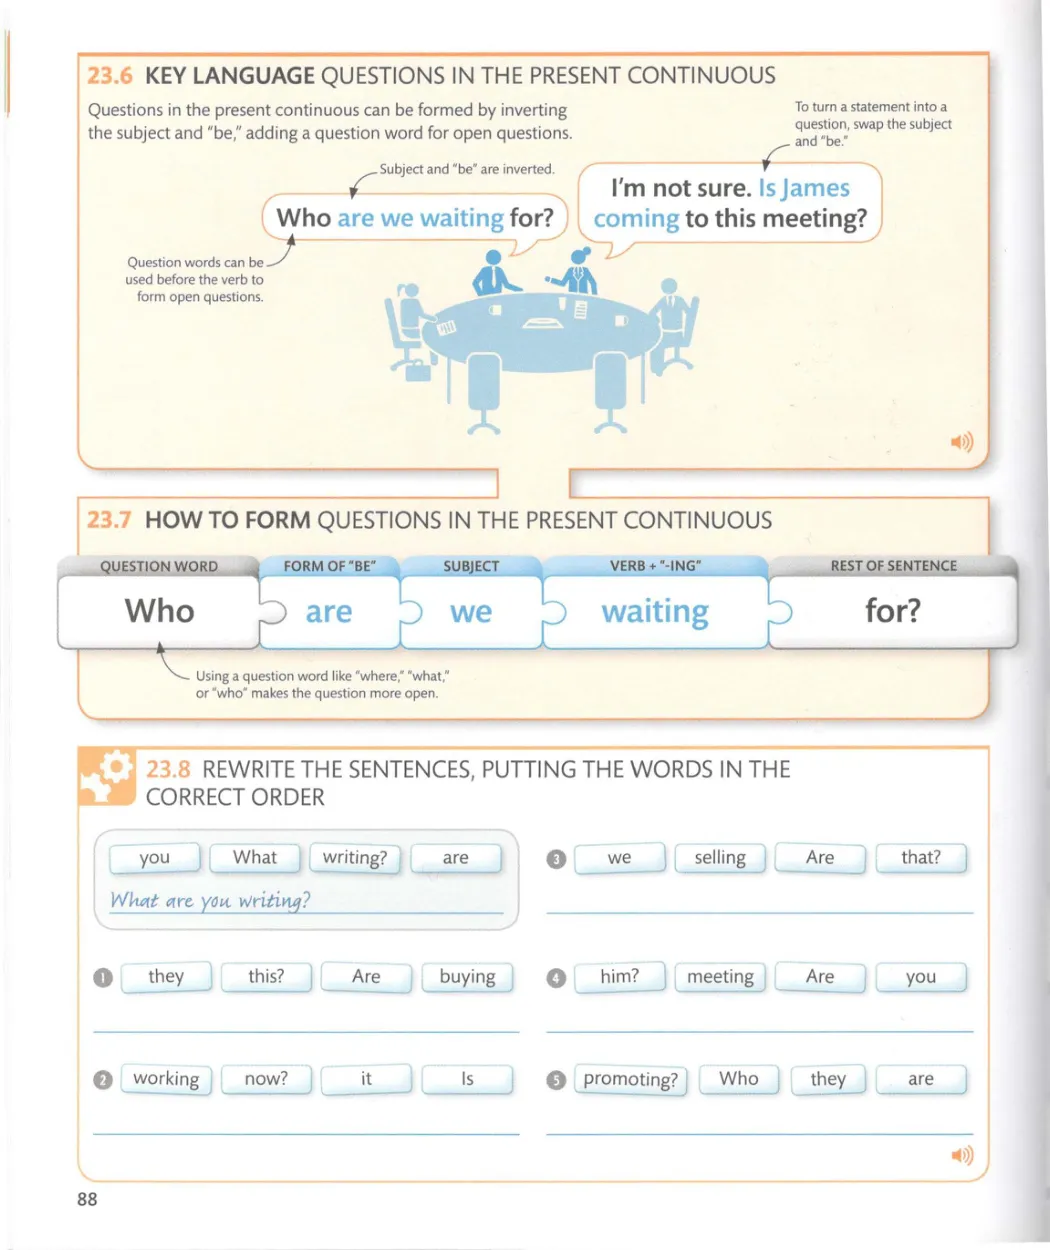 23.6 KEY LANGUAGE QUESTIONS IN THE PRESENT CONTINUOUS
Questions in the present continuous can be formed by inverting
the subject and "be," adding a question word for open questions.
To turn a statement into a
question, swap the subject
and "be."
Subject and "be" are inverted.
I'm not sure. Is James
coming to this meeting?
Who are we waiting for?
Question words can be
used before the verb to
form open questions.
23.7 HOW TO FORM QUESTIONS IN THE PRESENT CONTINUOUS
QUESTION WORD FORM OF "BE" SUBJECT VERB + "-ING" REST OF SENTENCE
Who are we waiting for?
Using a question word like "where," "what,"
or "who" makes the question more open.
23.8 REWRITE THE SENTENCES, PUTTING THE WORDS IN THE
CORRECT ORDER
you What writing? are
What are you writing?
1 they this? Are buying
2 working now? it Is
3 we selling Are that?
4 him? meeting Are you
5 promoting? Who they are
88